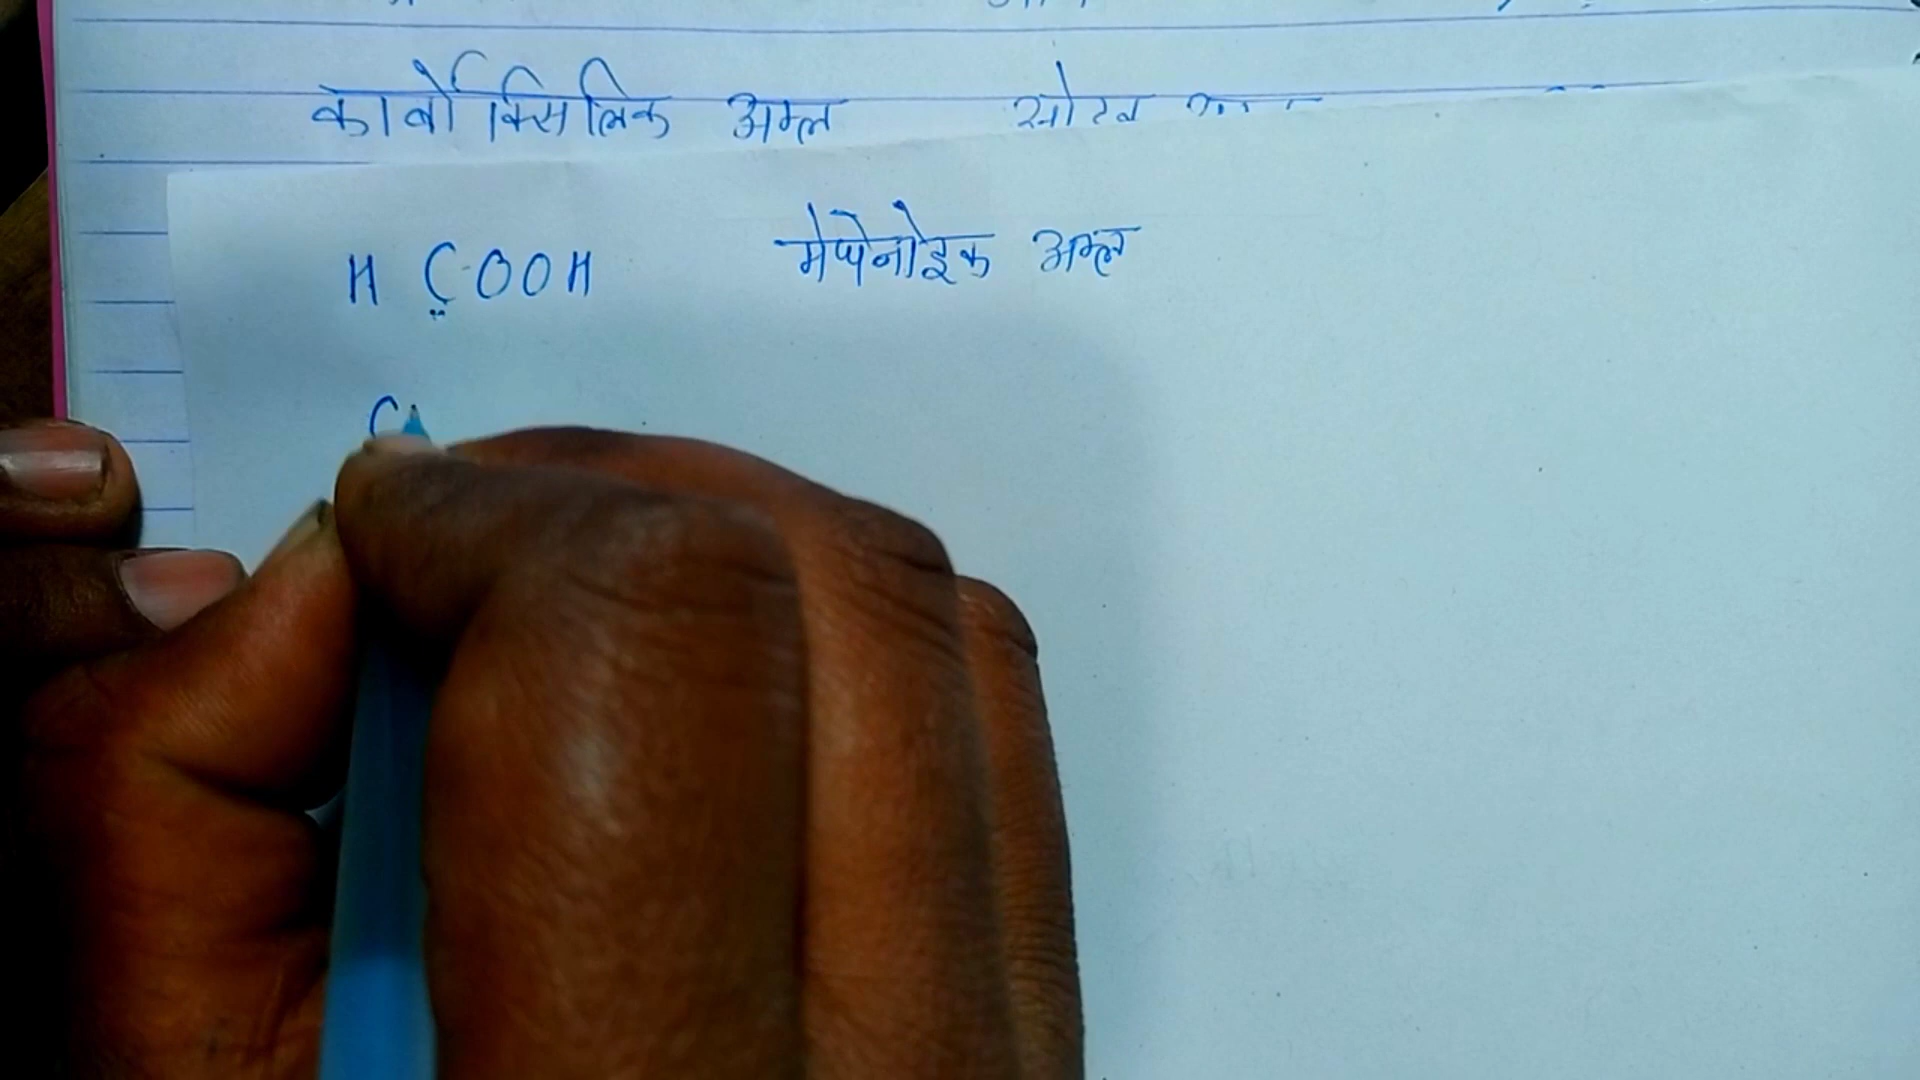 कार्बोक्सिलिक अम्ल
H COOH मेथेनोइक अम्ल
C